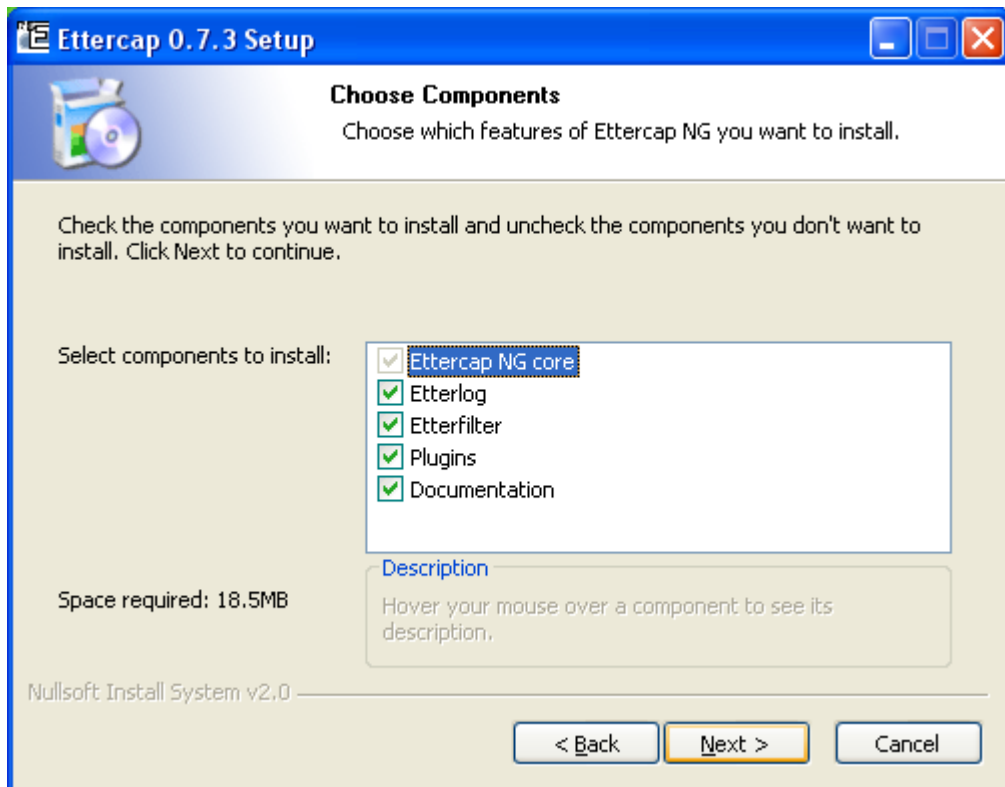 Ettercap 0.7.3 Setup
Choose Components
Choose which features of Ettercap NG you want to install.
Check the components you want to install and uncheck the components you don't want to
install. Click Next to continue.
Select components to install:
Ettercap NG core
Etterlog
Etterfilter
Plugins
Documentation
Description
Space required: 18.5MB
Hover your mouse over a component to see its
description.
Nullsoft Install System v2.0
< Back
Next >
Cancel